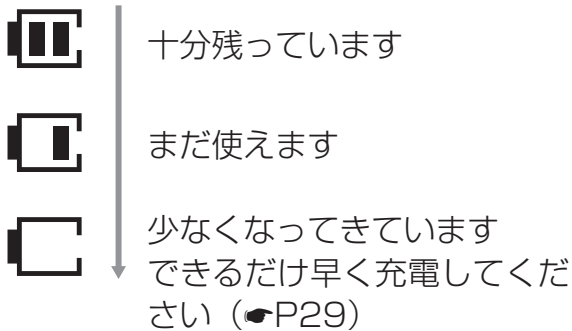 十分残っています
まだ使えます
少なくなってきています
できるだけ早く充電してくだ
さい（☛P29）